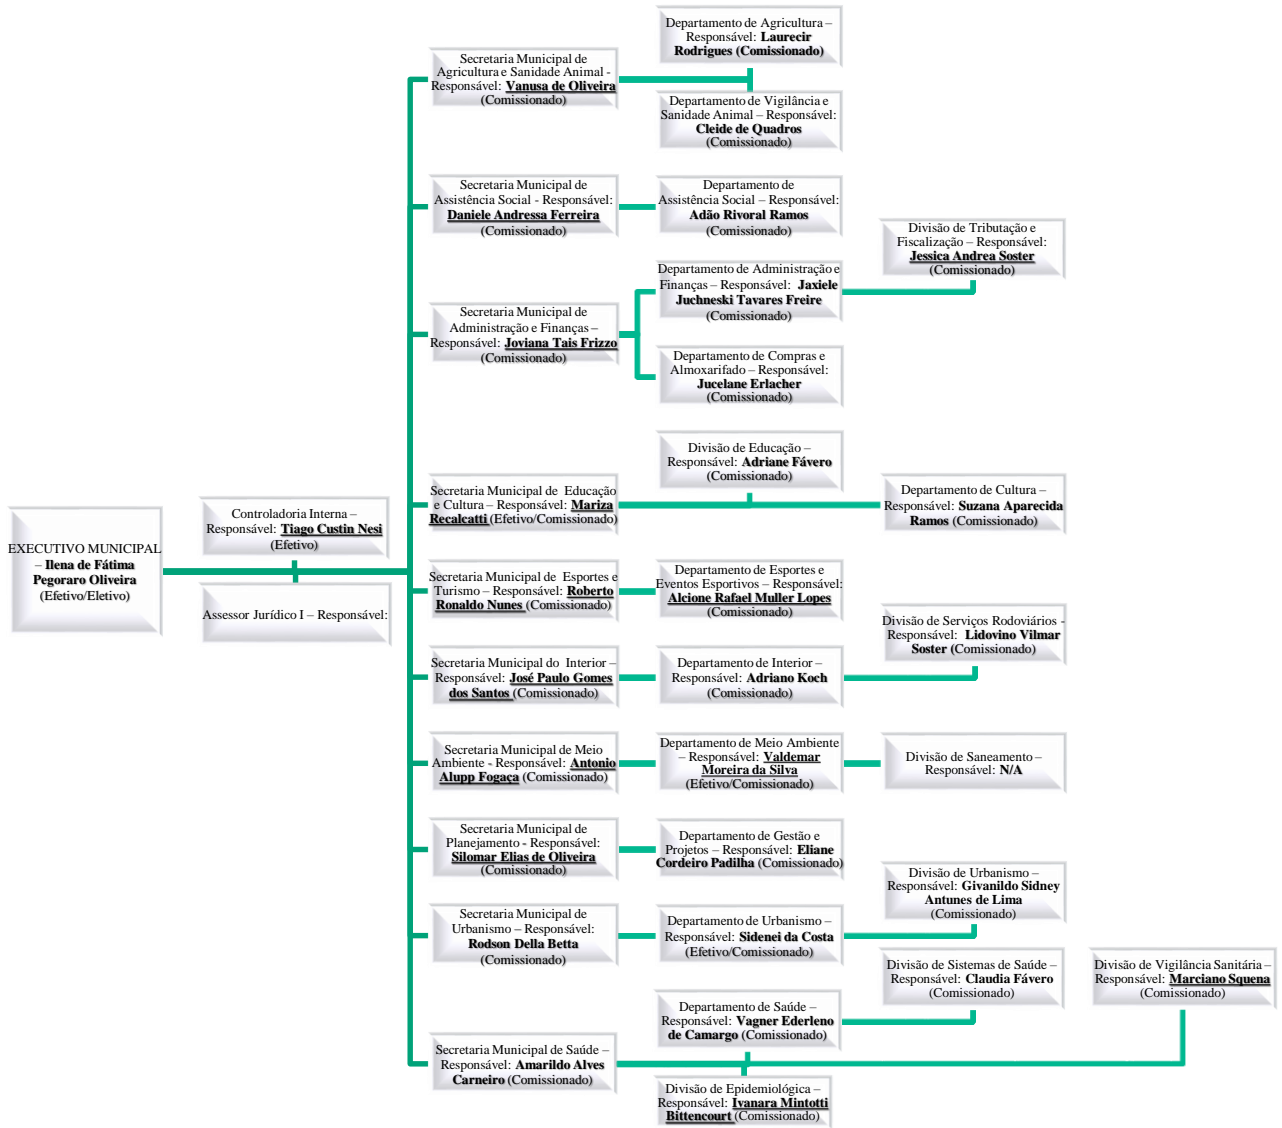 EXECUTIVO MUNICIPAL
– Ilena de Fátima
Pegoraro Oliveira
(Efetivo/Eletivo)
Controladoria Interna –
Responsável: Tiago Custin Nesi
(Efetivo)
Assessor Jurídico I – Responsável:
Secretaria Municipal de
Agricultura e Sanidade Animal -
Responsável: Vanusa de Oliveira
(Comissionado)
Departamento de Agricultura –
Responsável: Laurecir
Rodrigues (Comissionado)
Departamento de Vigilância e
Sanidade Animal – Responsável:
Cleide de Quadros
(Comissionado)
Secretaria Municipal de
Assistência Social - Responsável:
Daniele Andressa Ferreira
(Comissionado)
Departamento de
Assistência Social – Responsável:
Adão Rivoral Ramos
(Comissionado)
Secretaria Municipal de
Administração e Finanças –
Responsável: Joviana Tais Frizzo
(Comissionado)
Departamento de Administração e
Finanças – Responsável: Jaxiele
Juchneski Tavares Freire
(Comissionado)
Divisão de Tributação e
Fiscalização – Responsável:
Jessica Andrea Soster
(Comissionado)
Departamento de Compras e
Almoxarifado – Responsável:
Jucelane Erlacher
(Comissionado)
Secretaria Municipal de Educação
e Cultura – Responsável: Mariza
Recalcatti (Efetivo/Comissionado)
Divisão de Educação –
Responsável: Adriane Fávero
(Comissionado)
Departamento de Cultura –
Responsável: Suzana Aparecida
Ramos (Comissionado)
Secretaria Municipal de Esportes e
Turismo – Responsável: Roberto
Ronaldo Nunes (Comissionado)
Departamento de Esportes e
Eventos Esportivos – Responsável:
Alcione Rafael Muller Lopes
(Comissionado)
Secretaria Municipal do Interior –
Responsável: José Paulo Gomes
dos Santos (Comissionado)
Departamento de Interior –
Responsável: Adriano Koch
(Comissionado)
Divisão de Serviços Rodoviários -
Responsável: Lidovino Vilmar
Soster (Comissionado)
Secretaria Municipal de Meio
Ambiente - Responsável: Antonio
Alupp Fogaça (Comissionado)
Departamento de Meio Ambiente
– Responsável: Valdemar
Moreira da Silva
(Efetivo/Comissionado)
Divisão de Saneamento –
Responsável: N/A
Secretaria Municipal de
Planejamento - Responsável:
Silomar Elias de Oliveira
(Comissionado)
Departamento de Gestão e
Projetos – Responsável: Eliane
Cordeiro Padilha (Comissionado)
Secretaria Municipal de
Urbanismo – Responsável:
Rodson Della Betta
(Comissionado)
Departamento de Urbanismo –
Responsável: Sidenei da Costa
(Efetivo/Comissionado)
Divisão de Urbanismo –
Responsável: Givanildo Sidney
Antunes de Lima
(Comissionado)
Secretaria Municipal de Saúde –
Responsável: Amarildo Alves
Carneiro (Comissionado)
Departamento de Saúde –
Responsável: Vagner Ederleno
de Camargo (Comissionado)
Divisão de Sistemas de Saúde –
Responsável: Claudia Fávero
(Comissionado)
Divisão de Vigilância Sanitária –
Responsável: Marciano Squena
(Comissionado)
Divisão de Epidemiológica –
Responsável: Ivanara Mintotti
Bittencourt (Comissionado)